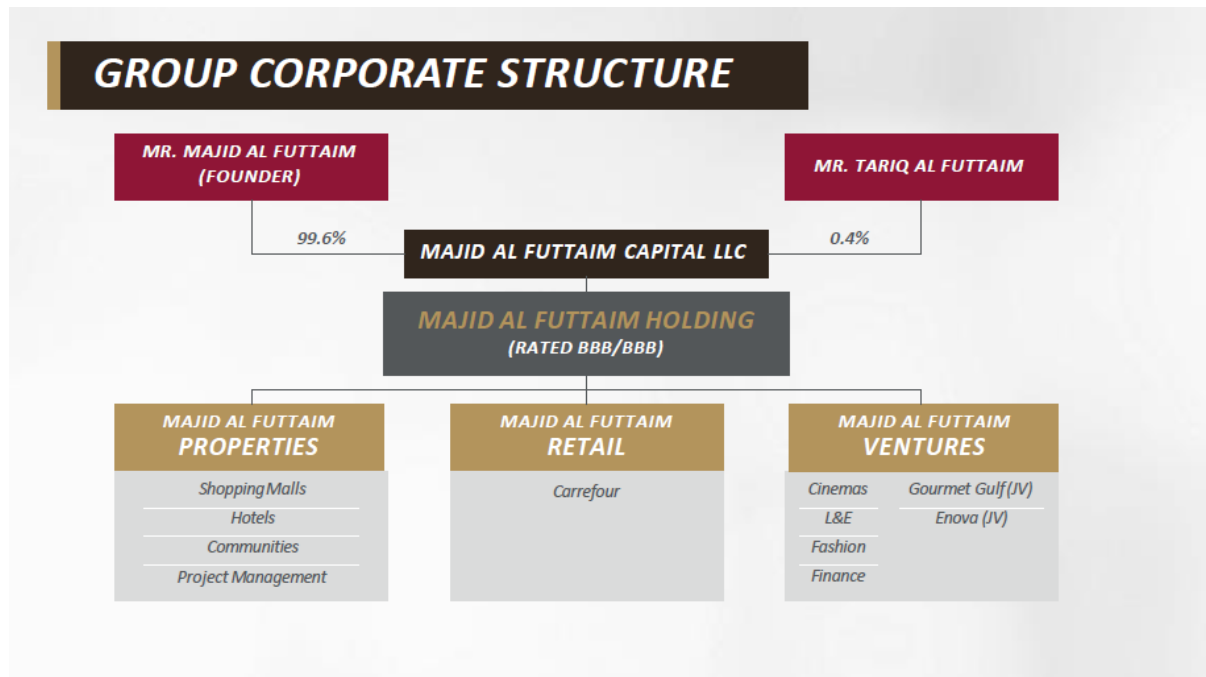 GROUP CORPORATE STRUCTURE
MR. MAJID AL FUTTAIM
(FOUNDER)
MR. TARIQ AL FUTTAIM
99.6%
0.4%
MAJID AL FUTTAIM CAPITAL LLC
MAJID AL FUTTAIM HOLDING
(RATED BBB/BBB)
MAJID AL FUTTAIM
PROPERTIES
Shopping Malls
Hotels
Communities
Project Management
MAJID AL FUTTAIM
RETAIL
Carrefour
MAJID AL FUTTAIM
VENTURES
Cinemas
L&E
Fashion
Finance
Gourmet Gulf (JV)
Enova (JV)